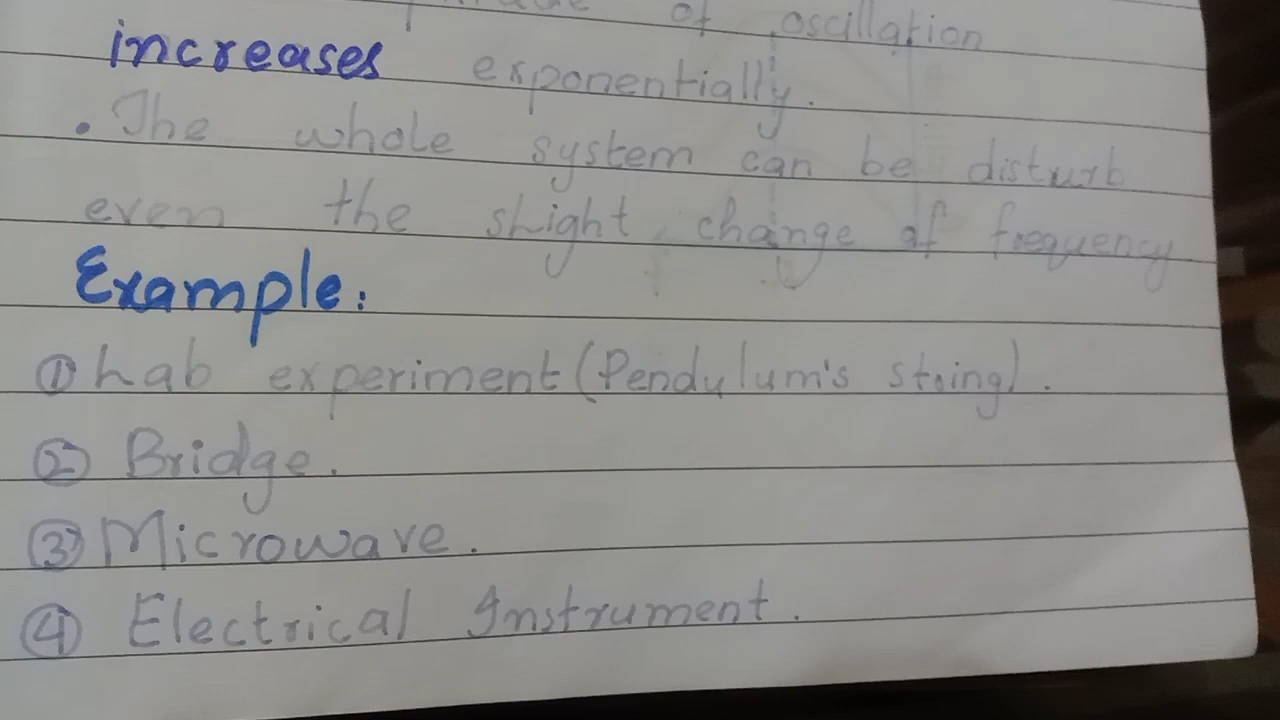 of oscillation
increases exponentially.
• The whole system can be disturb
even the slight change of frequency
Example:
① Lab experiment (Pendulum's string).
② Bridge.
③ Microwave.
④ Electrical Instrument.